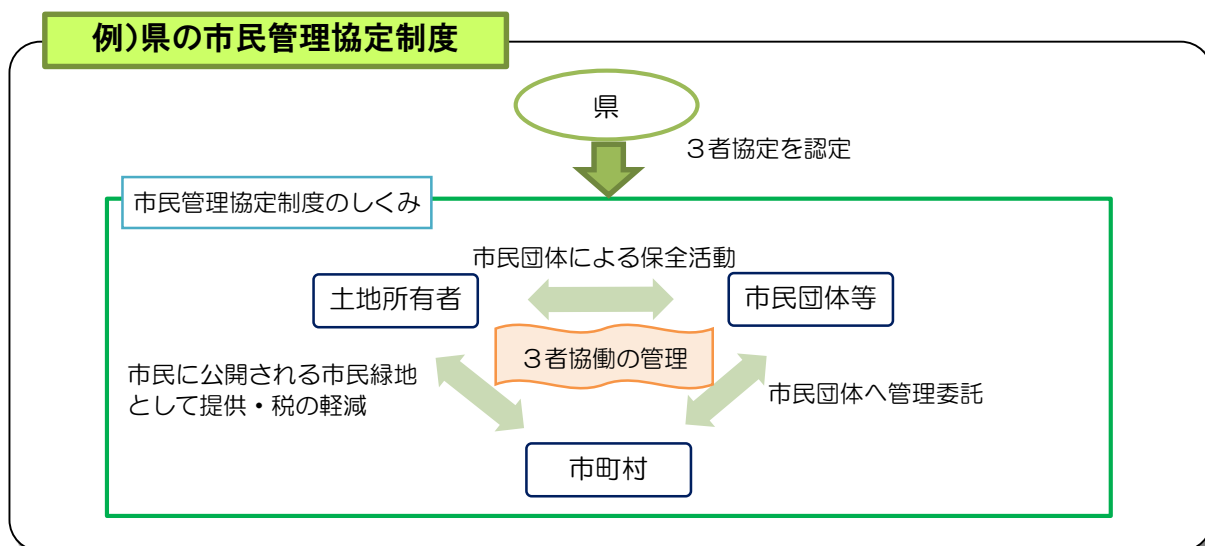 例)県の市民管理協定制度
県
３者協定を認定
市民管理協定制度のしくみ
市民団体による保全活動
土地所有者
市民団体等
３者協働の管理
市民に公開される市民緑地
として提供・税の軽減
市民団体へ管理委託
市町村